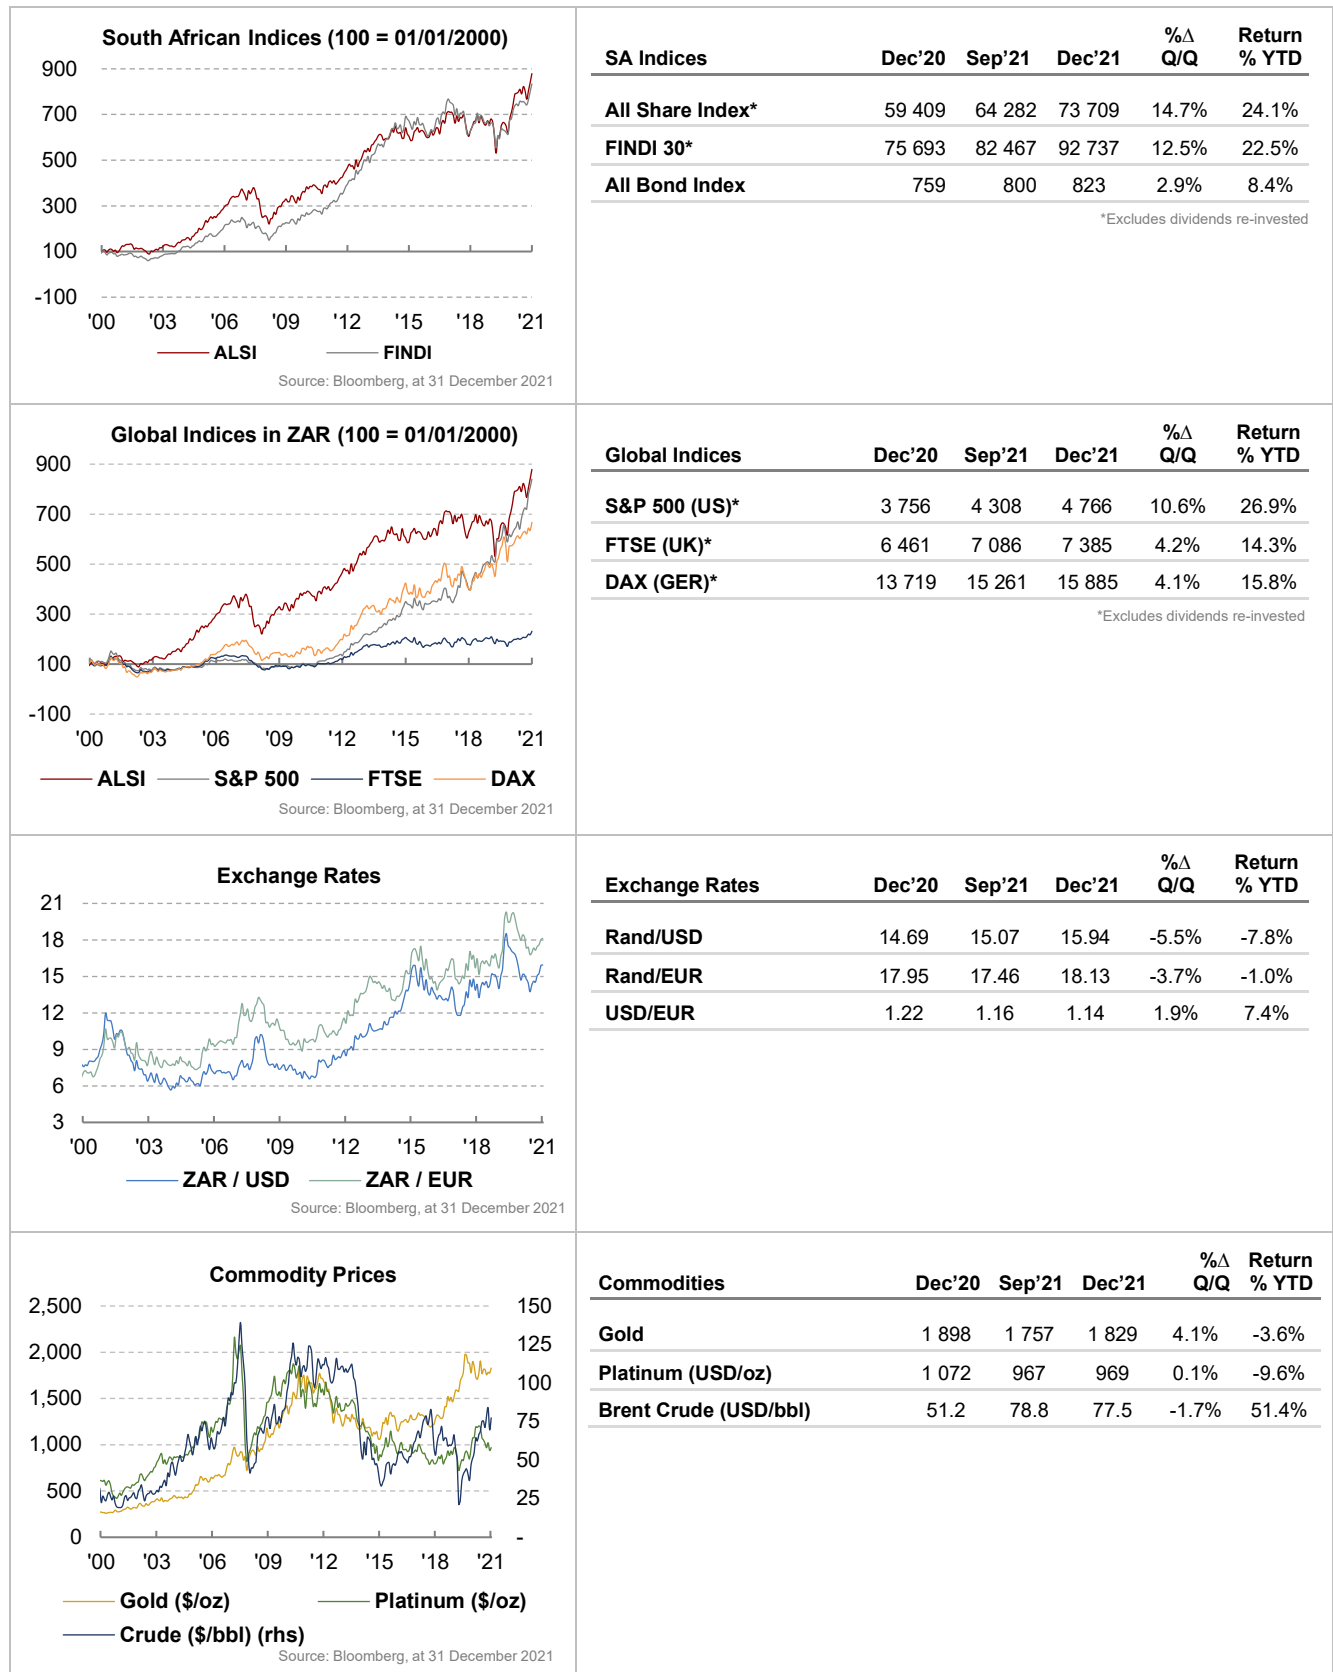 South African Indices (100 = 01/01/2000)
900
700
500
300
100
-100
'00 '03 '06 '09 '12 '15 '18 '21
ALSI FINDI
Source: Bloomberg, at 31 December 2021
%Δ Return
SA Indices Dec'20 Sep'21 Dec'21 Q/Q % YTD
All Share Index* 59 409 64 282 73 709 14.7% 24.1%
FINDI 30* 75 693 82 467 92 737 12.5% 22.5%
All Bond Index 759 800 823 2.9% 8.4%
*Excludes dividends re-invested
Global Indices in ZAR (100 = 01/01/2000)
900
700
500
300
100
-100
'00 '03 '06 '09 '12 '15 '18 '21
ALSI S&P 500 FTSE DAX
Source: Bloomberg, at 31 December 2021
%Δ Return
Global Indices Dec'20 Sep'21 Dec'21 Q/Q % YTD
S&P 500 (US)* 3 756 4 308 4 766 10.6% 26.9%
FTSE (UK)* 6 461 7 086 7 385 4.2% 14.3%
DAX (GER)* 13 719 15 261 15 885 4.1% 15.8%
*Excludes dividends re-invested
Exchange Rates
21
18
15
12
9
6
3
'00 '03 '06 '09 '12 '15 '18 '21
ZAR / USD ZAR / EUR
Source: Bloomberg, at 31 December 2021
%Δ Return
Exchange Rates Dec'20 Sep'21 Dec'21 Q/Q % YTD
Rand/USD 14.69 15.07 15.94 -5.5% -7.8%
Rand/EUR 17.95 17.46 18.13 -3.7% -1.0%
USD/EUR 1.22 1.16 1.14 1.9% 7.4%
Commodity Prices
2,500 150
125
2,000
100
1,500
75
1,000
50
500
25
0 -
'00 '03 '06 '09 '12 '15 '18 '21
Gold ($/oz) Platinum ($/oz)
Crude ($/bbl) (rhs)
Source: Bloomberg, at 31 December 2021
%Δ Return
Commodities Dec'20 Sep'21 Dec'21 Q/Q % YTD
Gold 1 898 1 757 1 829 4.1% -3.6%
Platinum (USD/oz) 1 072 967 969 0.1% -9.6%
Brent Crude (USD/bbl) 51.2 78.8 77.5 -1.7% 51.4%